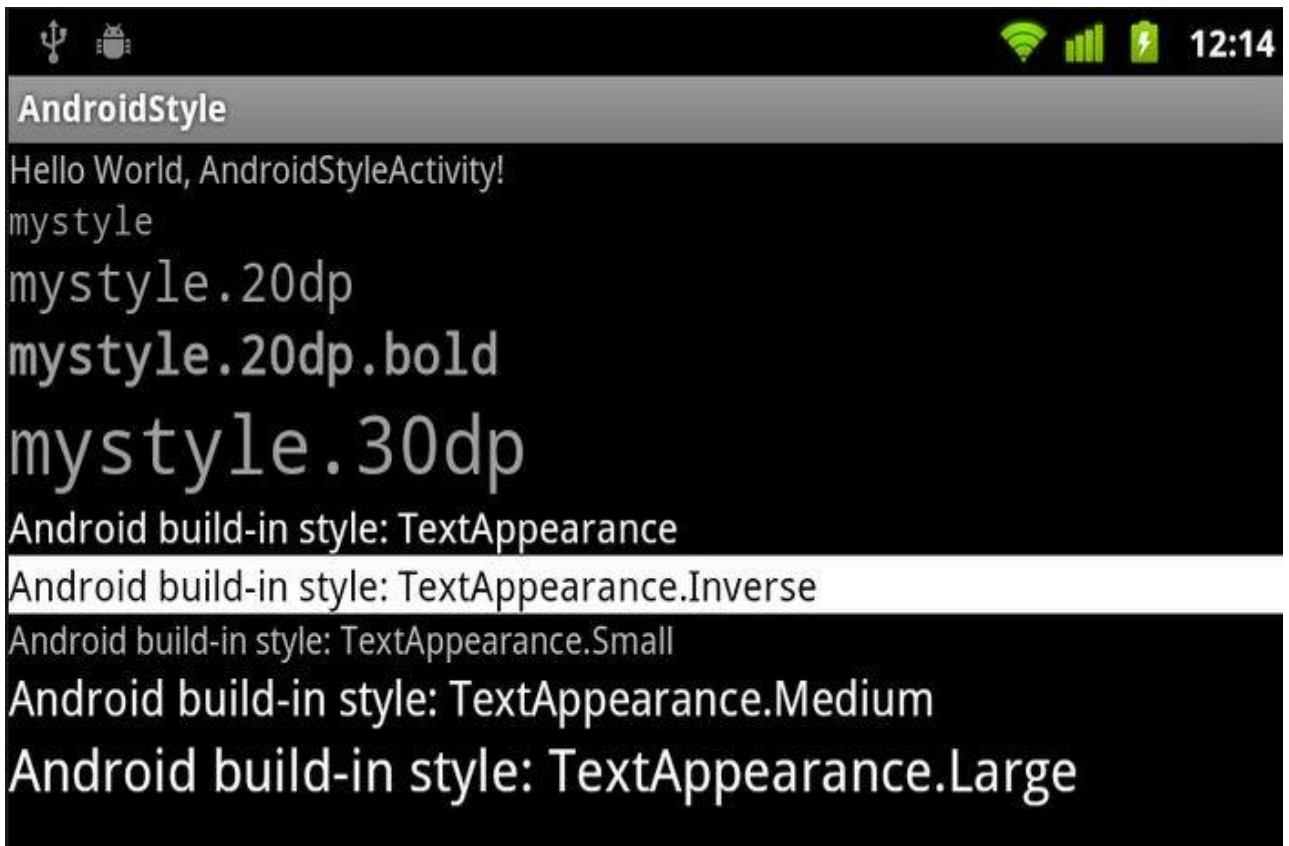 12:14
AndroidStyle
Hello World, AndroidStyleActivity!
mystyle
mystyle.20dp
mystyle.20dp.bold
mystyle.30dp
Android build-in style: TextAppearance
Android build-in style: TextAppearance.Inverse
Android build-in style: TextAppearance.Small
Android build-in style: TextAppearance.Medium
Android build-in style: TextAppearance.Large